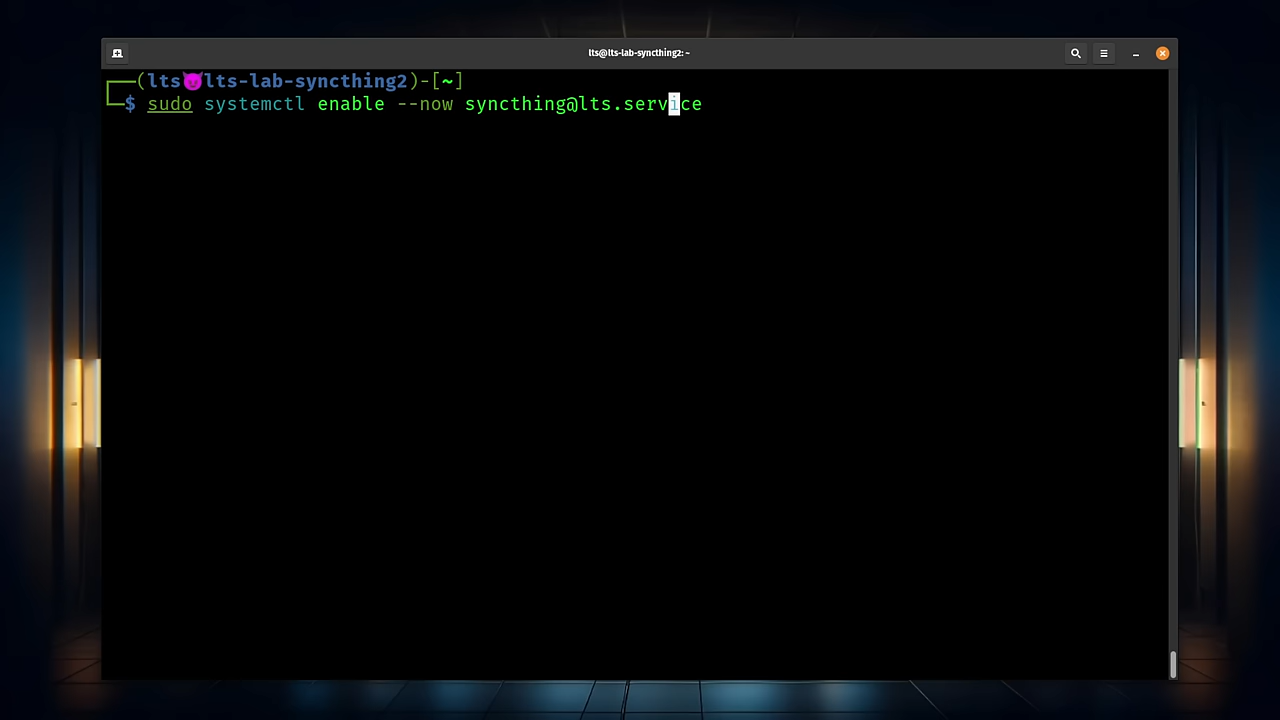 lts@lts-lab-syncthing2: ~
┌──(lts😈lts-lab-syncthing2)-[~]
└─$ sudo systemctl enable --now syncthing@lts.service